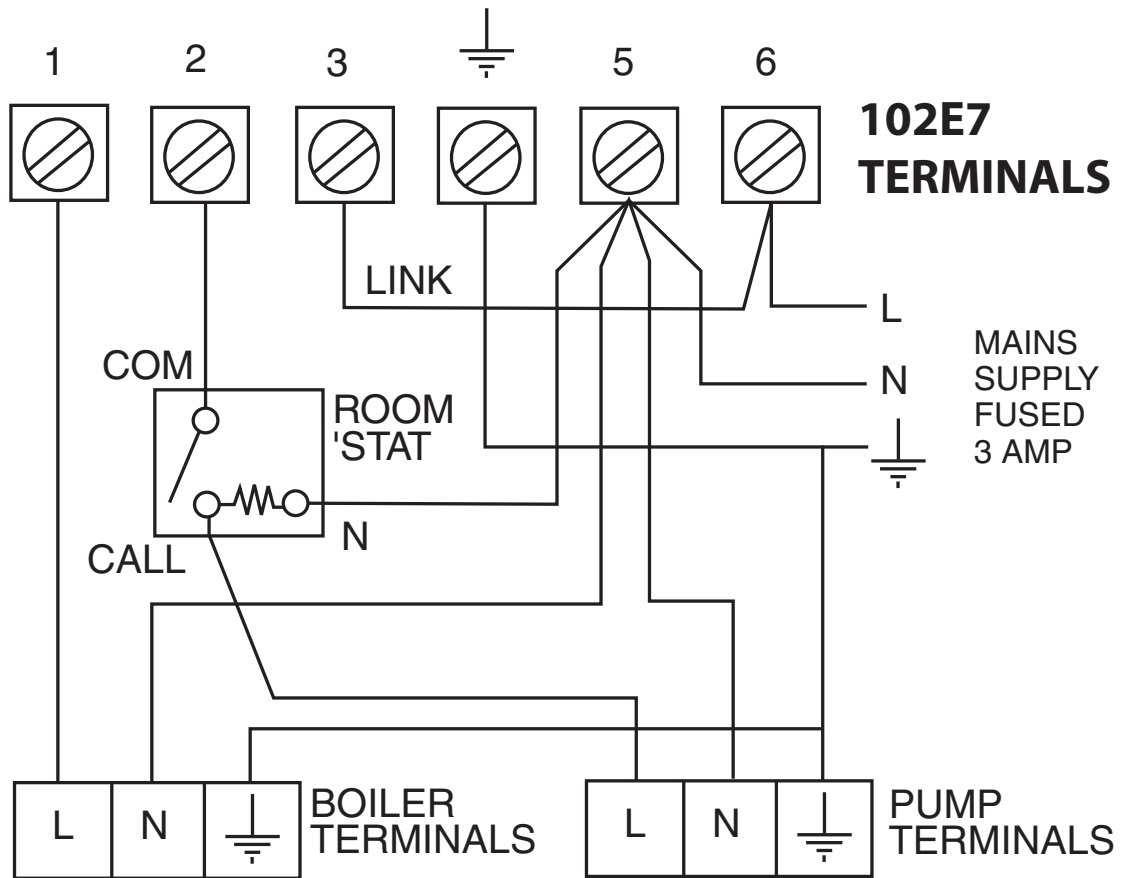 1 2 3 5 6
102E7
TERMINALS
LINK
L
MAINS
SUPPLY
FUSED
3 AMP
N
COM
ROOM
'STAT
N
CALL
L N
BOILER
TERMINALS
L N
PUMP
TERMINALS